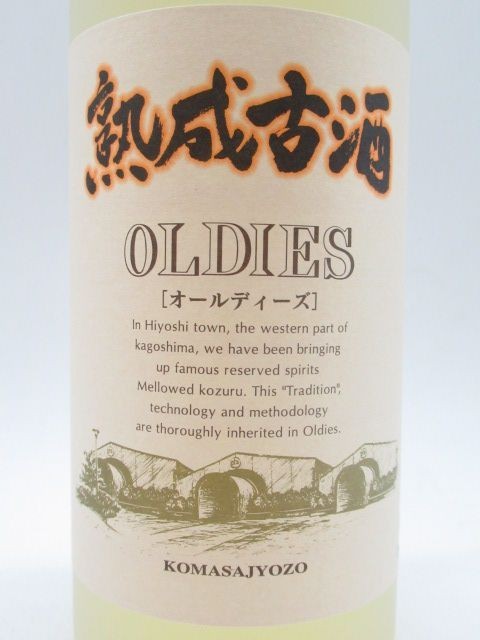 熟成古酒
OLDIES
[オールディーズ]
In Hiyoshi town, the western part of
kagoshima, we have been bringing
up famous reserved spirits
Mellowed kozuru. This "Tradition",
technology and methodology
are thoroughly inherited in Oldies.
KOMASAJYOZO